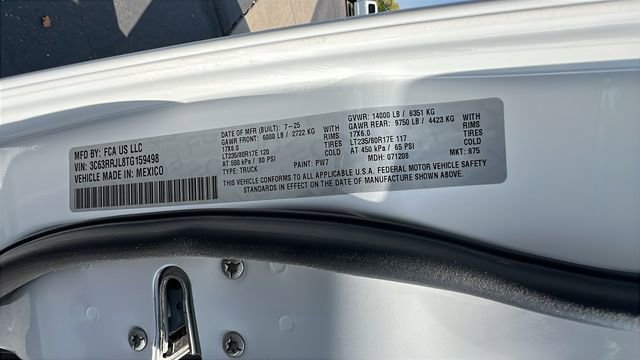 MFD BY: FCA US LLC
VIN: 3C63RRJL8TG159498
VEHICLE MADE IN: MEXICO
DATE OF MFR (BUILT): 7-25
GAWR FRONT: 6000 LB / 2722 KG WITH
17X6.0 RIMS
LT235/80R17E 120 WITH
AT 550 kPa / 80 PSI COLD
TYPE: TRUCK PAINT: PW7
GVWR: 14000 LB / 6351 KG
GAWR REAR: 9750 LB / 4423 KG WITH
17X6.0 RIMS
LT235/80R17E 117 WITH
AT 450 kPa / 65 PSI COLD
MDH: 071208 MKT: 875
THIS VEHICLE CONFORMS TO ALL APPLICABLE U.S.A. FEDERAL MOTOR VEHICLE SAFETY
STANDARDS IN EFFECT ON THE DATE OF MANUFACTURE SHOWN ABOVE